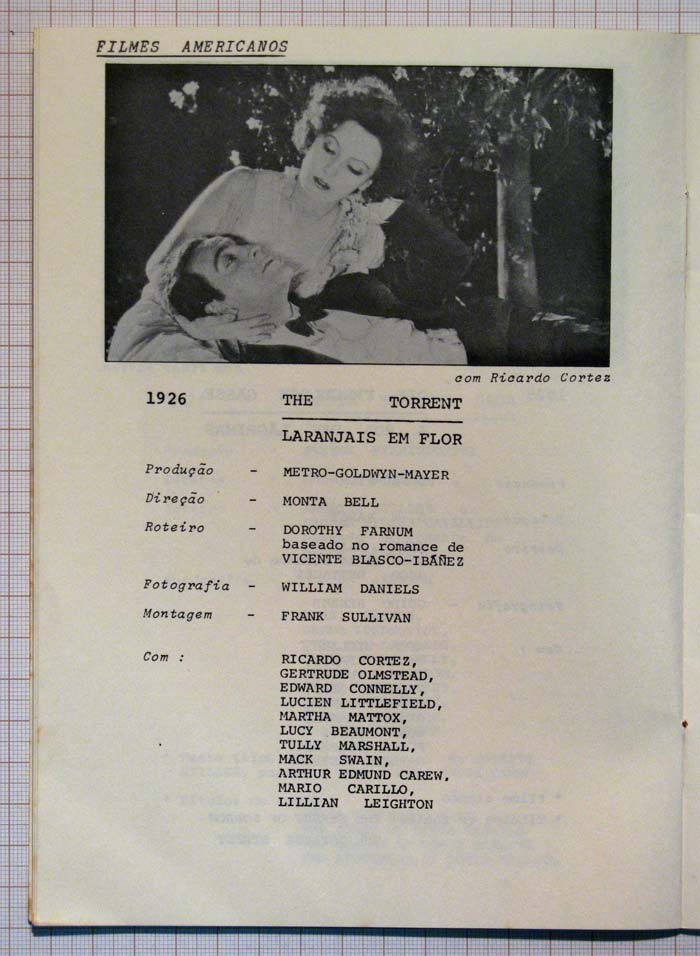 FILMES AMERICANOS
com Ricardo Cortez
1926 THE TORRENT
LARANJAIS EM FLOR
Produção - METRO-GOLDWYN-MAYER
Direção - MONTA BELL
Roteiro - DOROTHY FARNUM
baseado no romance de
VICENTE BLASCO-IBÁÑEZ
Fotografia - WILLIAM DANIELS
Montagem - FRANK SULLIVAN
Com : RICARDO CORTEZ,
GERTRUDE OLMSTEAD,
EDWARD CONNELLY,
LUCIEN LITTLEFIELD,
MARTHA MATTOX,
LUCY BEAUMONT,
TULLY MARSHALL,
MACK SWAIN,
ARTHUR EDMUND CAREW,
MARIO CARILLO,
LILLIAN LEIGHTON